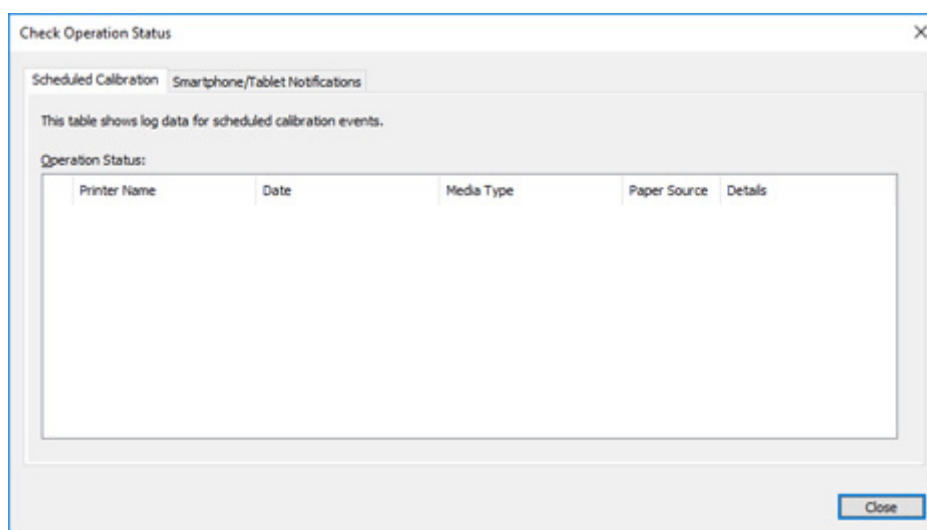 Check Operation Status
Scheduled Calibration Smartphone/Tablet Notifications
This table shows log data for scheduled calibration events.
Operation Status:
Printer Name Date Media Type Paper Source Details
Close